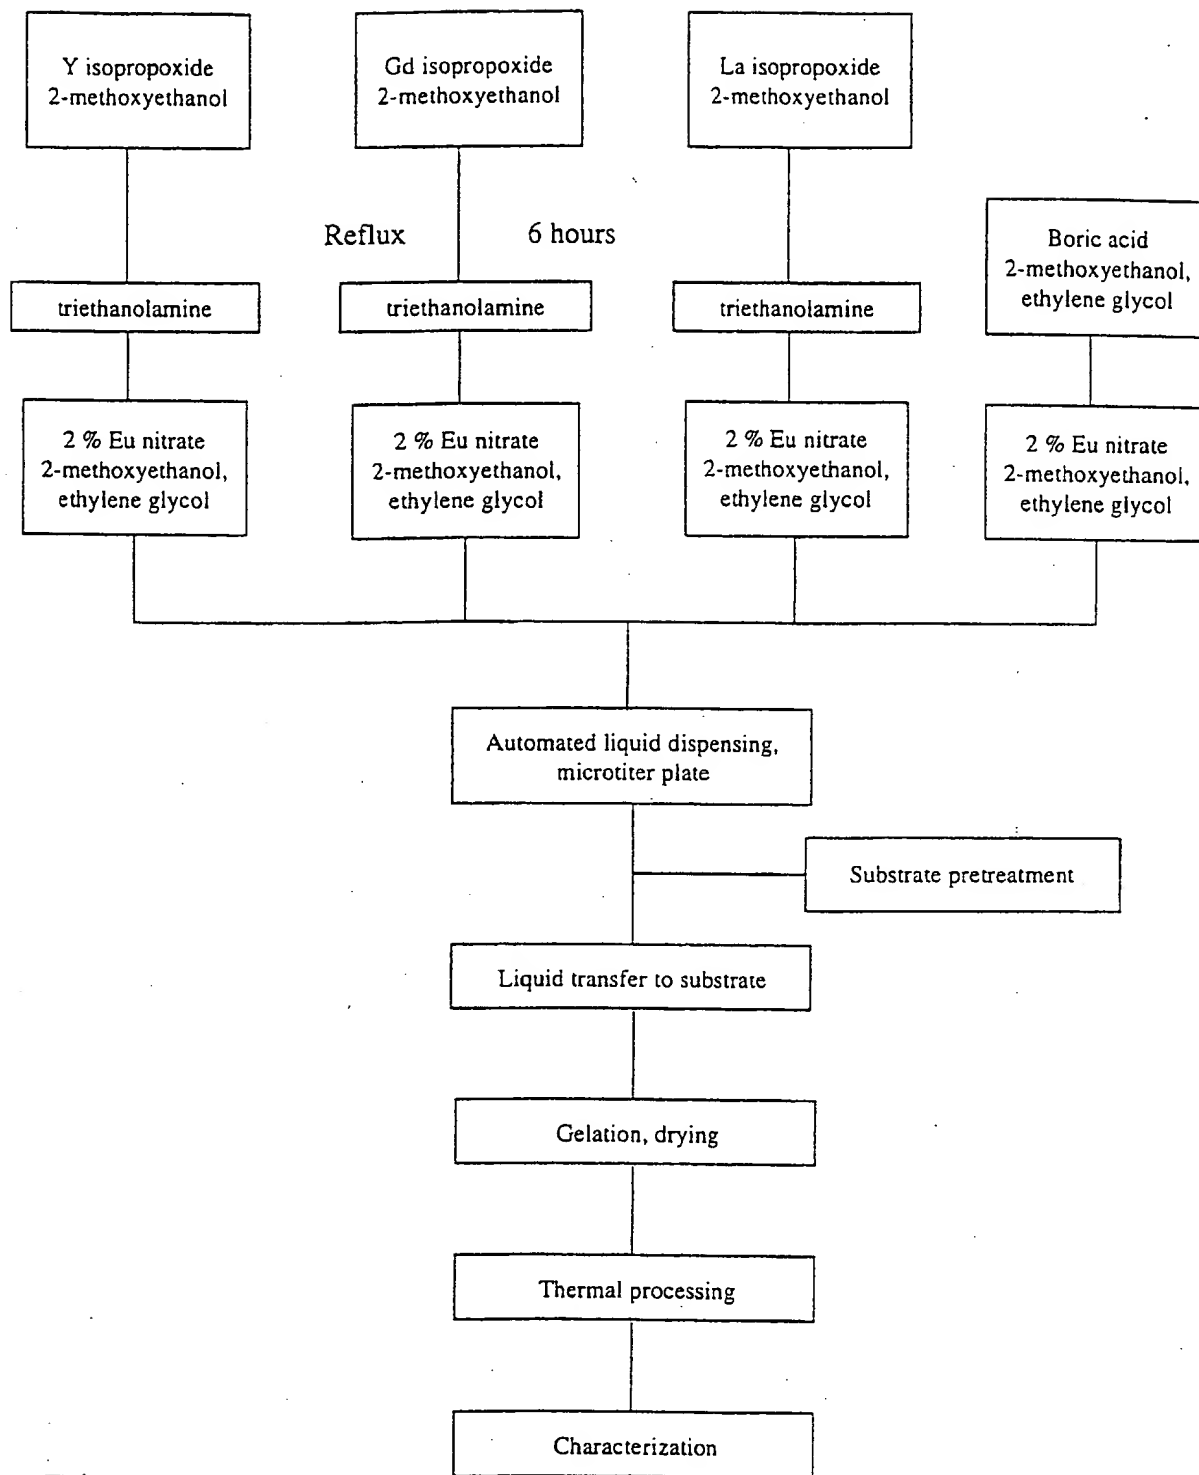 Y isopropoxide
2-methoxyethanol
Gd isopropoxide
2-methoxyethanol
La isopropoxide
2-methoxyethanol
Reflux
6 hours
Boric acid
2-methoxyethanol,
ethylene glycol
triethanolamine
triethanolamine
triethanolamine
2 % Eu nitrate
2-methoxyethanol,
ethylene glycol
2 % Eu nitrate
2-methoxyethanol,
ethylene glycol
2 % Eu nitrate
2-methoxyethanol,
ethylene glycol
2 % Eu nitrate
2-methoxyethanol,
ethylene glycol
Automated liquid dispensing,
microtiter plate
Substrate pretreatment
Liquid transfer to substrate
Gelation, drying
Thermal processing
Characterization